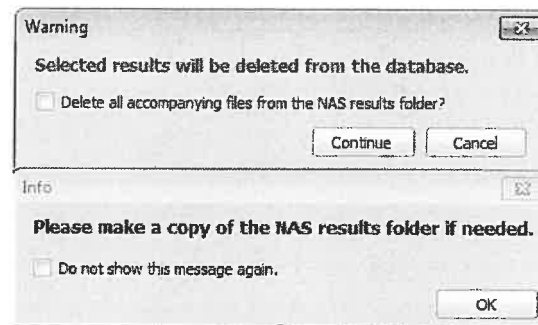 Warning
Selected results will be deleted from the database.
Delete all accompanying files from the NAS results folder?
Continue Cancel
Info
Please make a copy of the NAS results folder if needed.
Do not show this message again.
OK